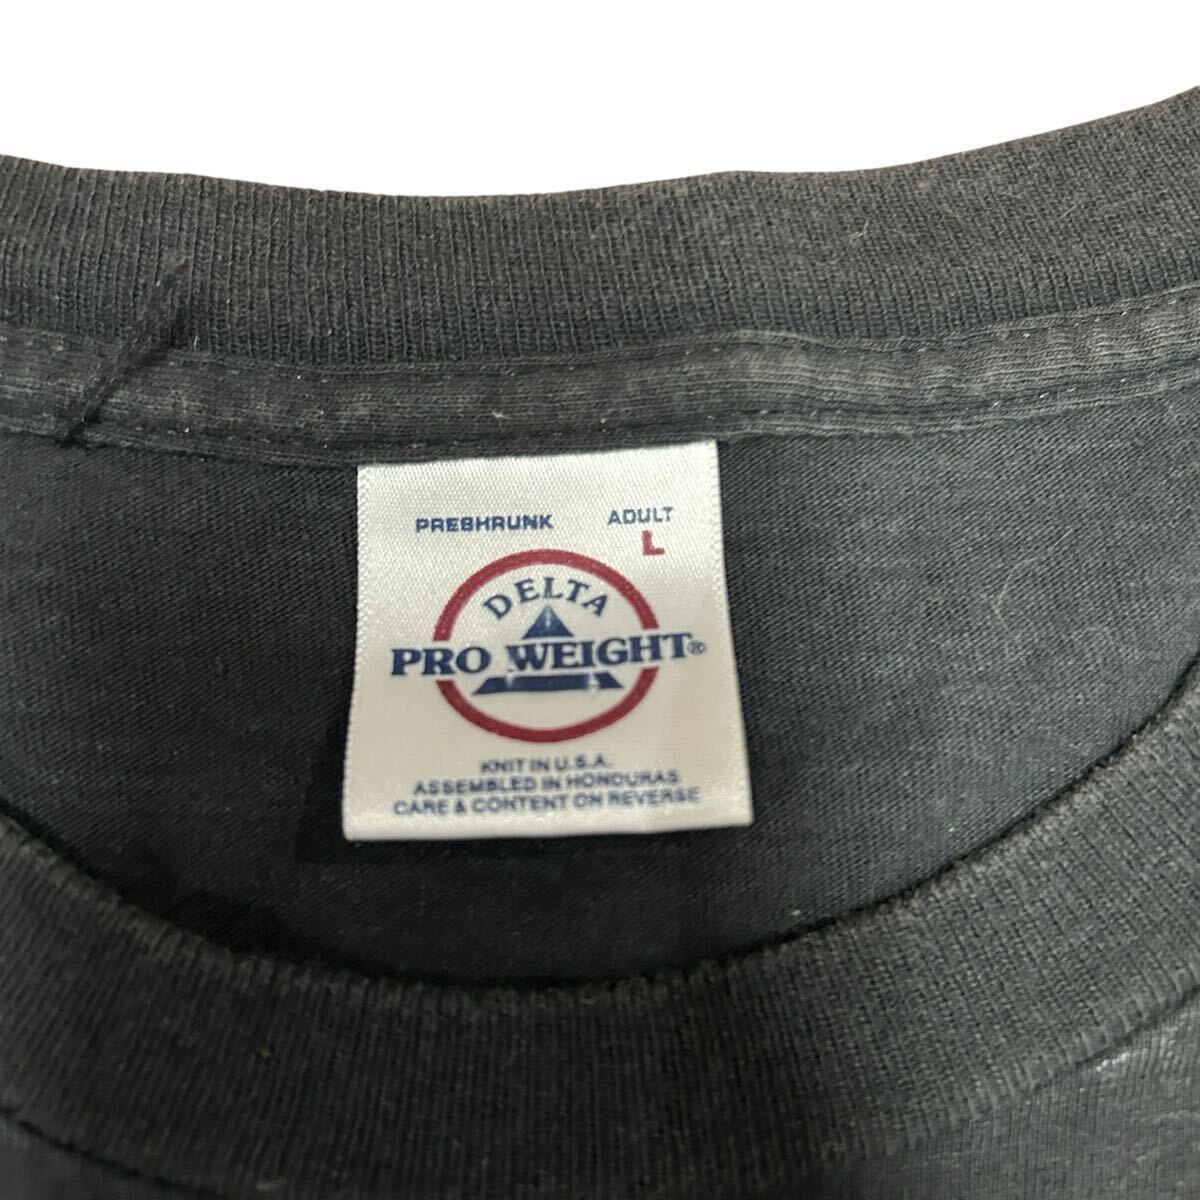 PRESHRUNK ADULT
L
DELTA
PRO WEIGHT®
KNIT IN U.S.A.
ASSEMBLED IN HONDURAS
CARE & CONTENT ON REVERSE